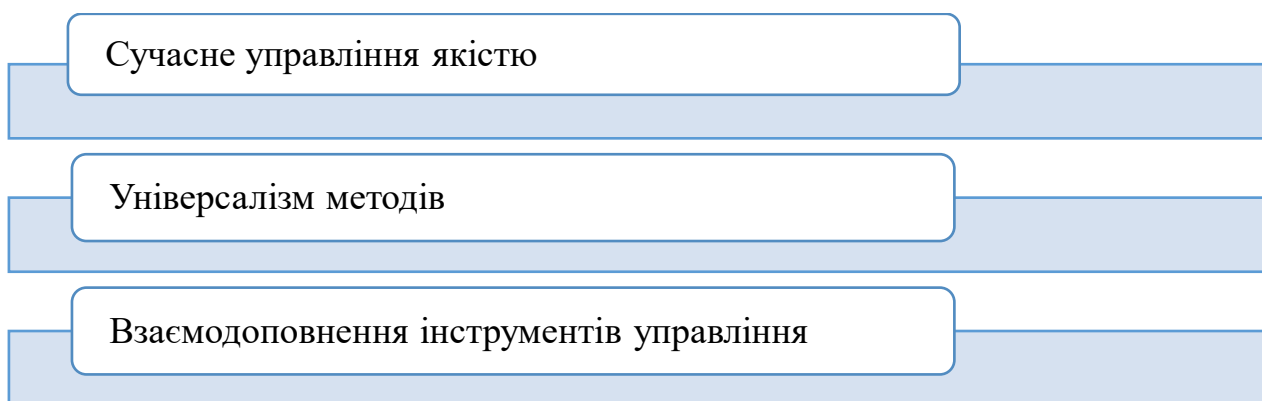 Сучасне управління якістю
Універсалізм методів
Взаємодоповнення інструментів управління